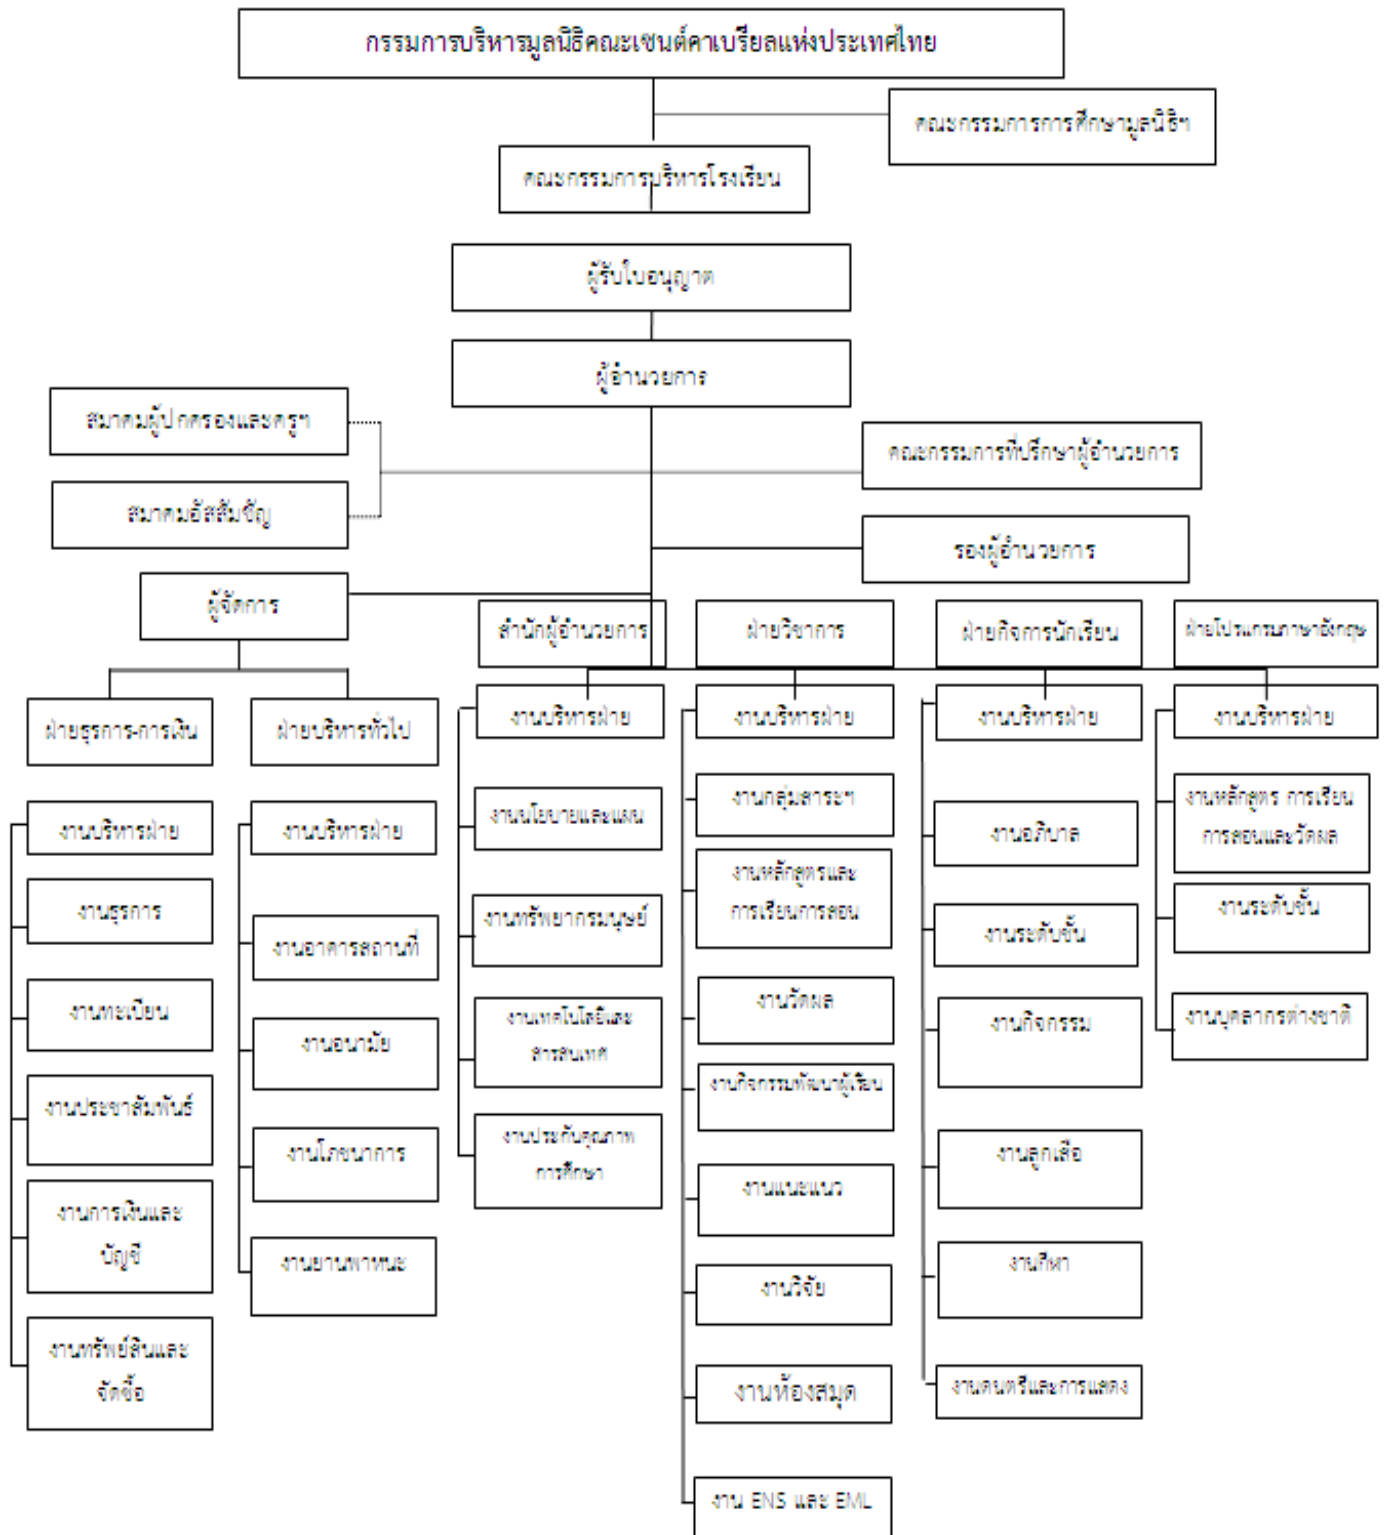 กรรมการบริหารมูลนิธิคณะเซนต์คาเบรียลแห่งประเทศไทย
คณะกรรมการการศึกษามูลนิธิฯ
คณะกรรมการบริหารโรงเรียน
ผู้รับใบอนุญาต
ผู้อำนวยการ
สมาคมผู้ปกครองและครูฯ
คณะกรรมการที่ปรึกษาผู้อำนวยการ
สมาคมอัสสัมชัญ
รองผู้อำนวยการ
ผู้จัดการ
สำนักผู้อำนวยการ
ฝ่ายวิชาการ
ฝ่ายกิจการนักเรียน
ฝ่ายโปรแกรมภาษาอังกฤษ
ฝ่ายธุรการ-การเงิน
งานบริหารฝ่าย
งานธุรการ
งานทะเบียน
งานประชาสัมพันธ์
งานการเงินและ
บัญชี
งานทรัพย์สินและ
จัดซื้อ
ฝ่ายบริหารทั่วไป
งานบริหารฝ่าย
งานอาคารสถานที่
งานอนามัย
งานโภชนาการ
งานยานพาหนะ
งานบริหารฝ่าย
งานนโยบายและแผน
งานทรัพยากรมนุษย์
งานเทคโนโลยีและ
สารสนเทศ
งานประกันคุณภาพ
การศึกษา
งานบริหารฝ่าย
งานกลุ่มสาระฯ
งานหลักสูตรและ
การเรียนการสอน
งานวัดผล
งานกิจกรรมพัฒนาผู้เรียน
งานแนะแนว
งานวิจัย
งานห้องสมุด
งาน ENS และ EML
งานบริหารฝ่าย
งานอภิบาล
งานระดับชั้น
งานกิจกรรม
งานลูกเสือ
งานกีฬา
งานดนตรีและการแสดง
งานบริหารฝ่าย
งานหลักสูตร การเรียน
การสอนและวัดผล
งานระดับชั้น
งานบุคลากรต่างชาติ